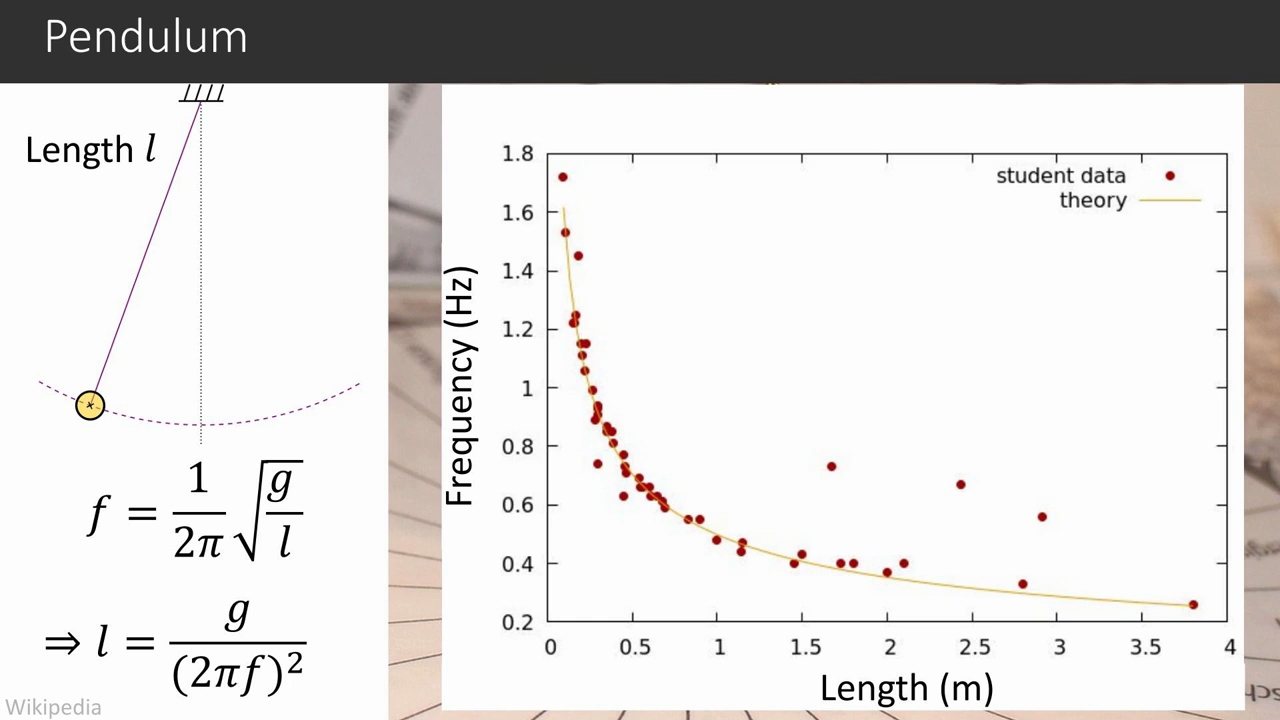 Pendulum
Length l
f = 1/2π √(g/l)
⇒ l = g/(2πf)²
Wikipedia
student data
theory
Frequency (Hz)
1.8
1.6
1.4
1.2
1
0.8
0.6
0.4
0.2
0 0.5 1 1.5 2 2.5 3 3.5 4
Length (m)